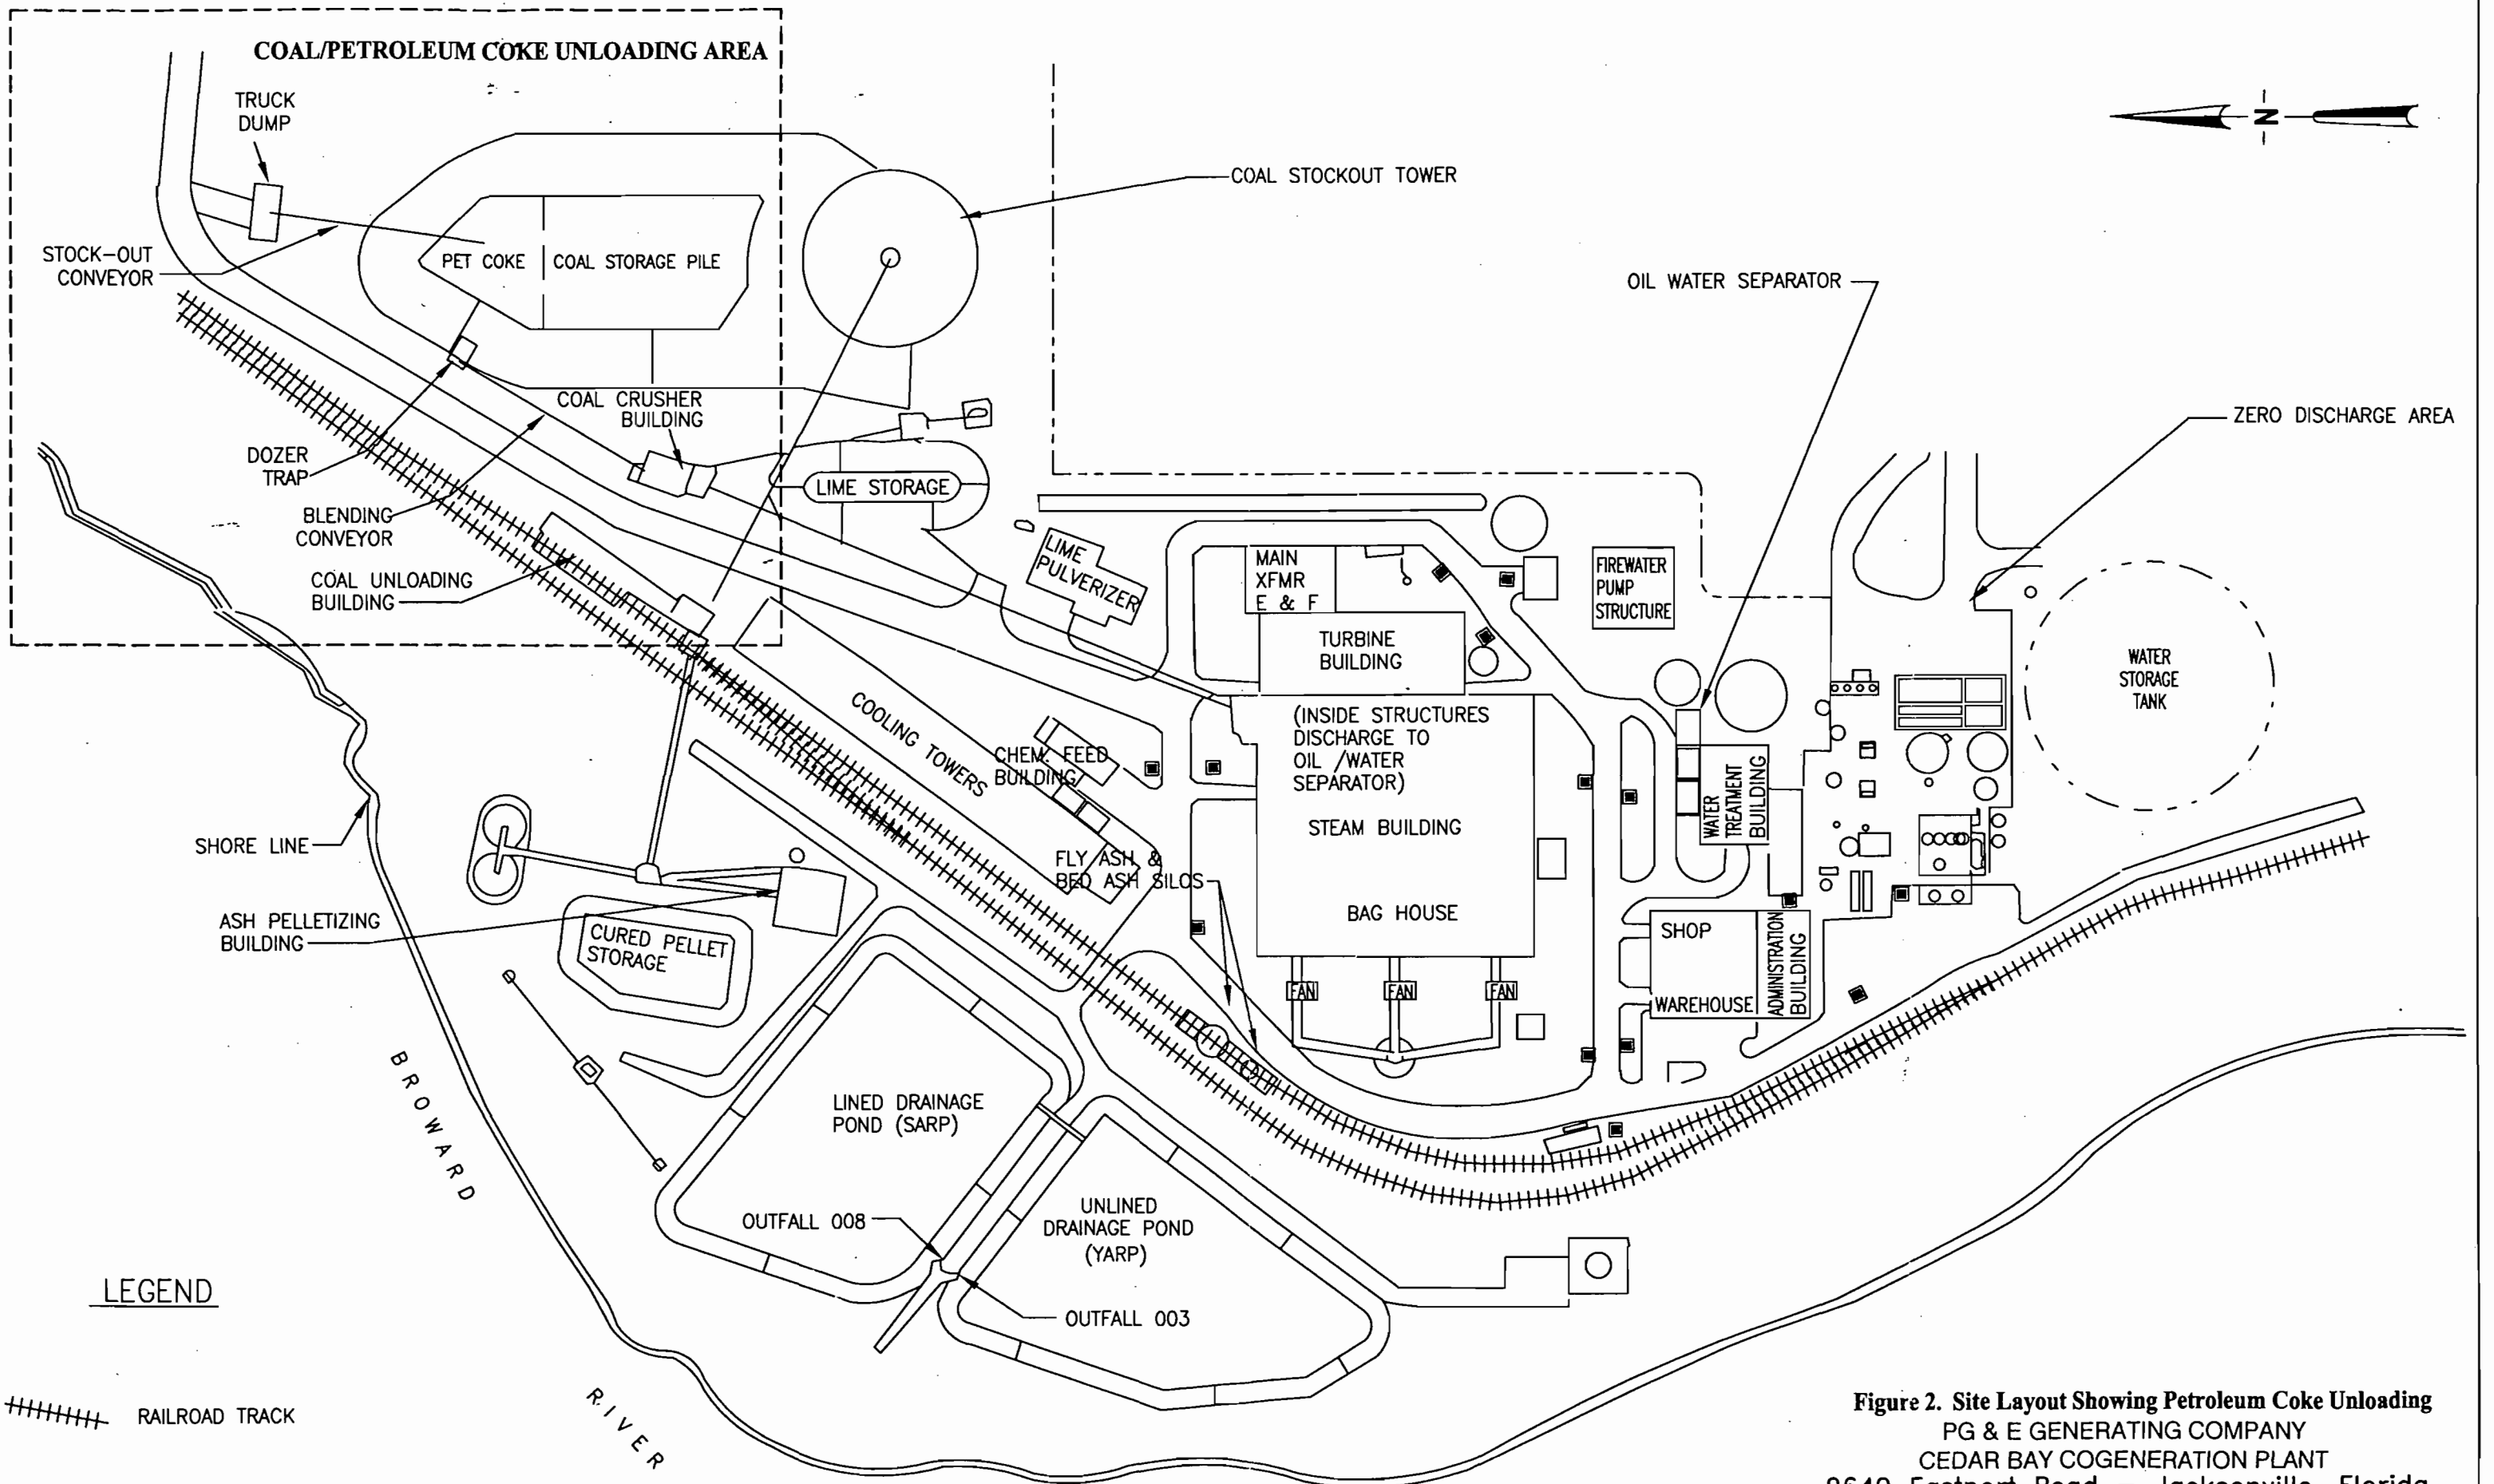 COAL/PETROLEUM COKE UNLOADING AREA
TRUCK
DUMP
N
COAL STOCKOUT TOWER
STOCK-OUT
CONVEYOR
PET COKE
COAL STORAGE PILE
OIL WATER SEPARATOR
COAL CRUSHER
BUILDING
ZERO DISCHARGE AREA
DOZER
TRAP
LIME STORAGE
BLENDING
CONVEYOR
COAL UNLOADING
BUILDING
LIME
PULVERIZER
MAIN
XFMR
E & F
FIREWATER
PUMP
STRUCTURE
TURBINE
BUILDING
WATER
STORAGE
TANK
COOLING TOWERS
CHEM. FEED
BUILDING
(INSIDE STRUCTURES
DISCHARGE TO
OIL /WATER
SEPARATOR)
WATER
TREATMENT
BUILDING
STEAM BUILDING
SHORE LINE
FLY ASH &
BED ASH SILOS
BAG HOUSE
ASH PELLETIZING
BUILDING
CURED PELLET
STORAGE
SHOP
WAREHOUSE
ADMINISTRATION
BUILDING
FAN
FAN
FAN
BROWARD
LINED DRAINAGE
POND (SARP)
OUTFALL 008
UNLINED
DRAINAGE POND
(YARP)
OUTFALL 003
LEGEND
RAILROAD TRACK
RIVER
Figure 2. Site Layout Showing Petroleum Coke Unloading
PG & E GENERATING COMPANY
CEDAR BAY COGENERATION PLANT
9640 Eastport Road - Jacksonville, Florida